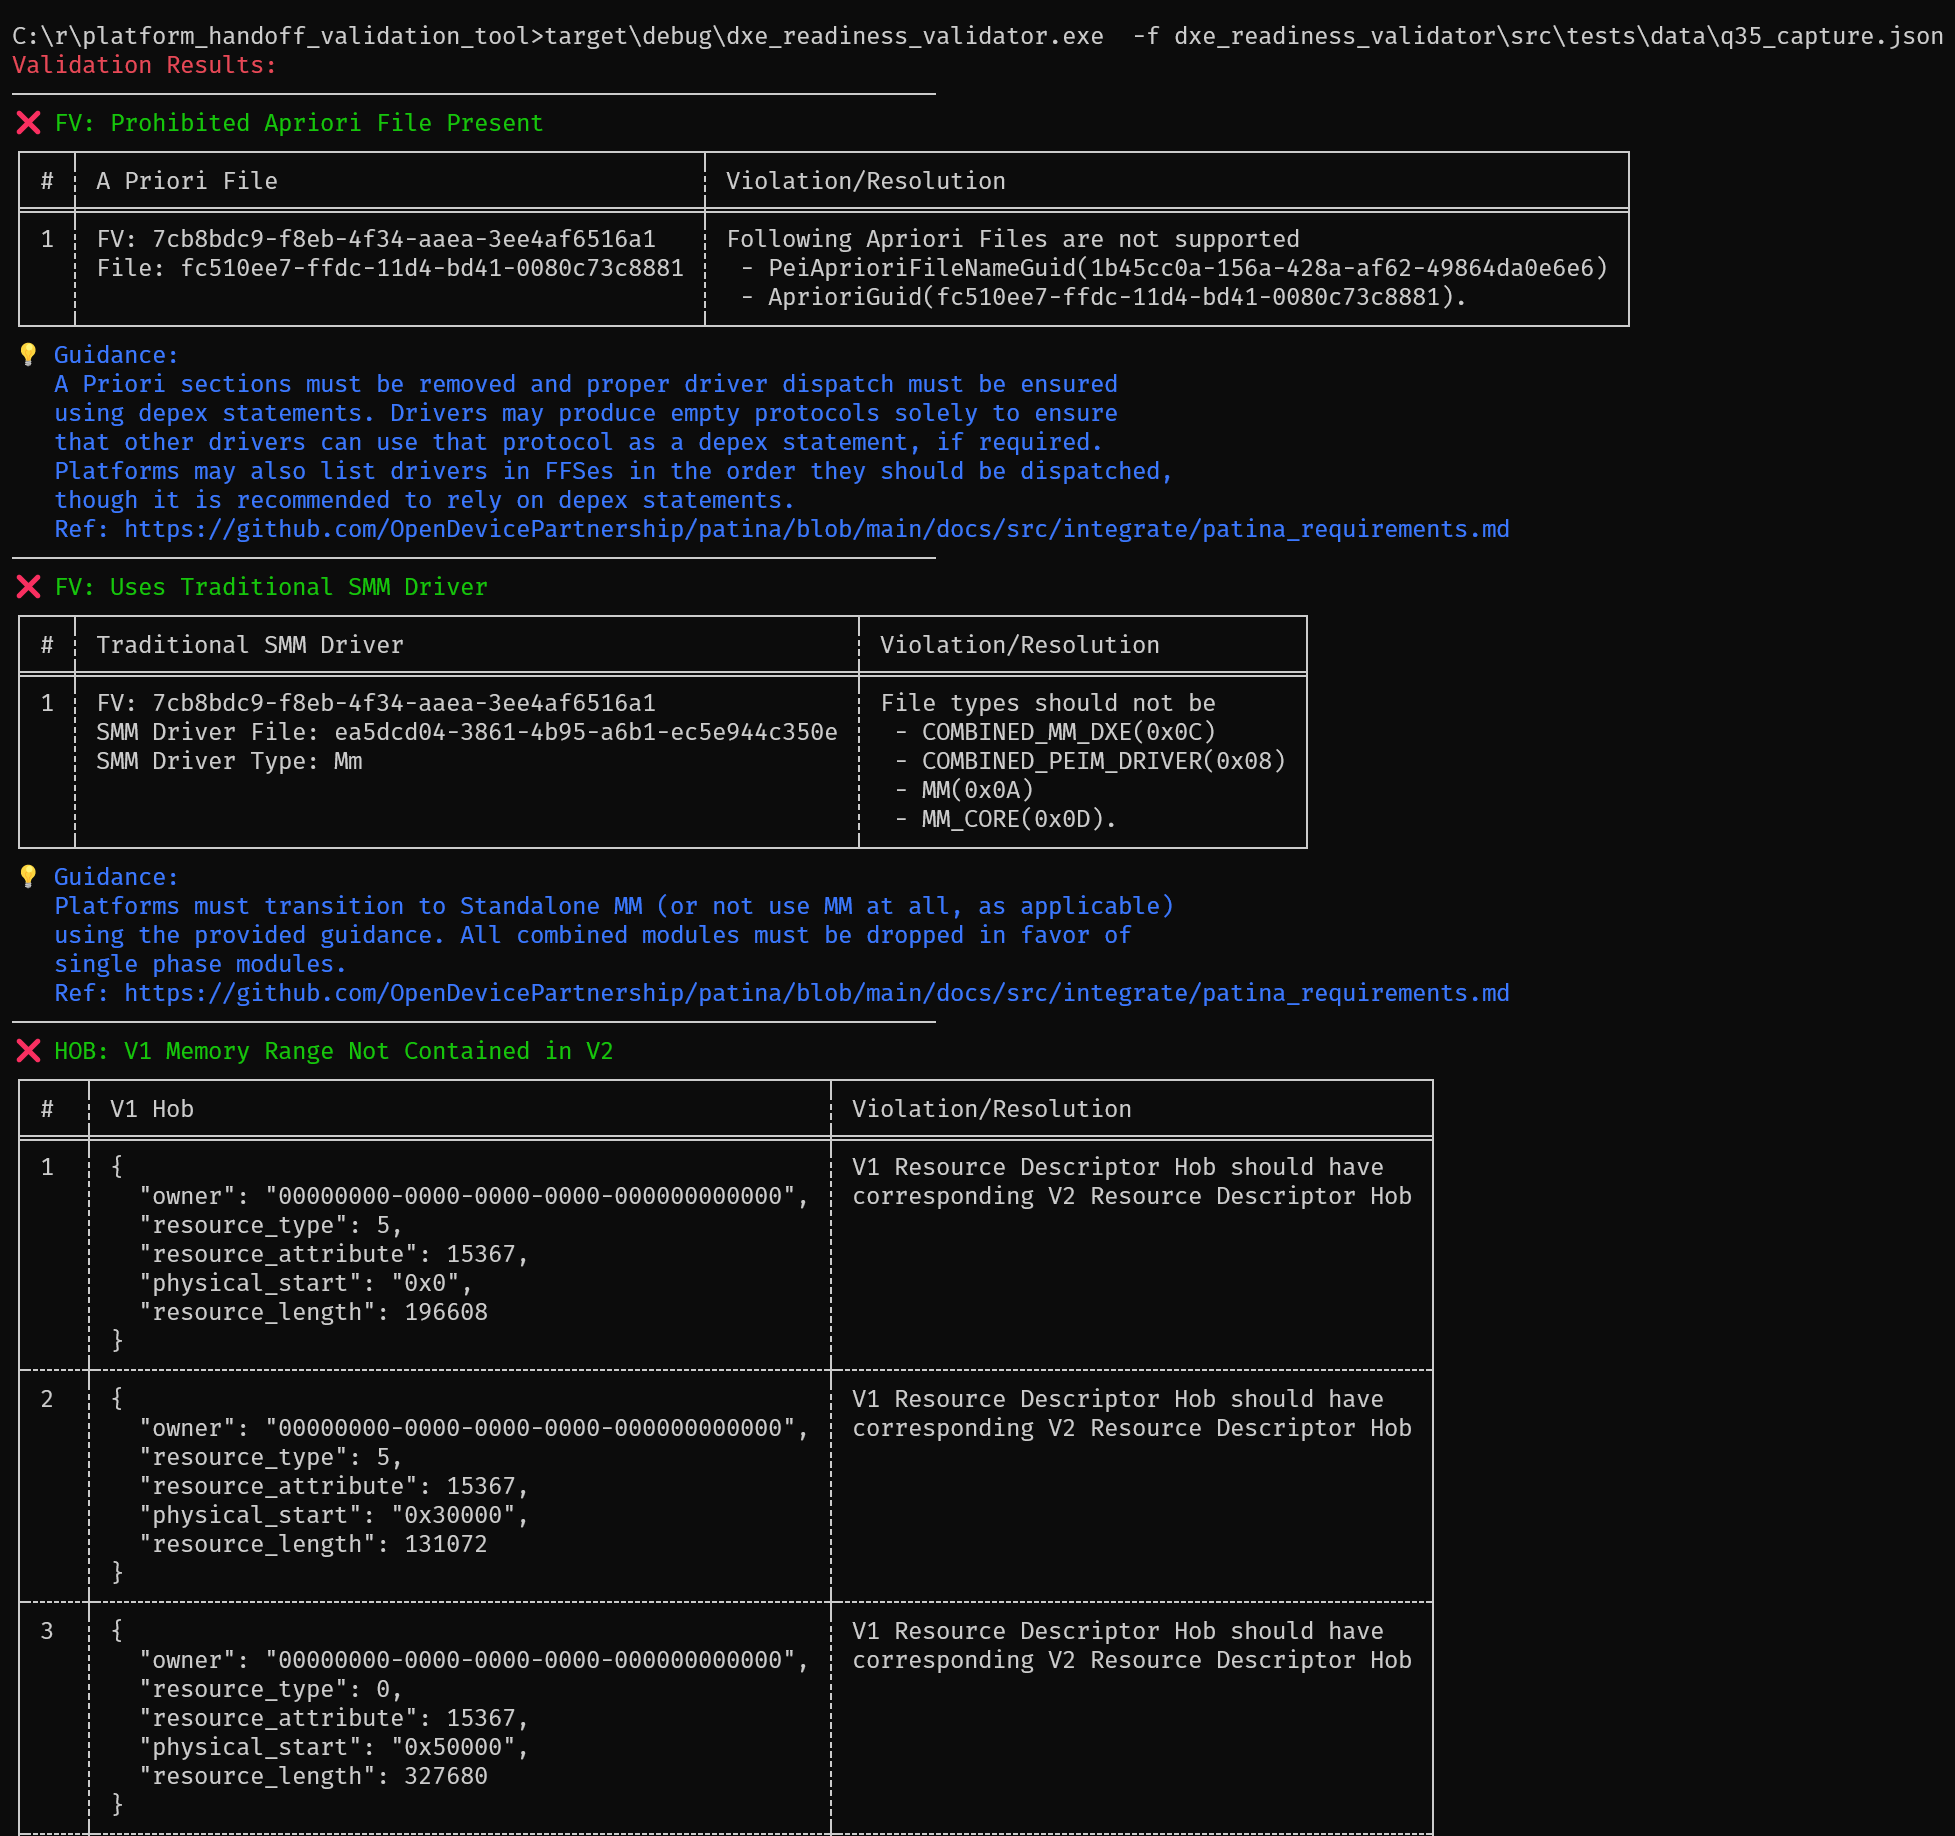 C:\r\platform_handoff_validation_tool>target\debug\dxe_readiness_validator.exe  -f dxe_readiness_validator\src\tests\data\q35_capture.json
Validation Results:
❌ FV: Prohibited Apriori File Present
# A Priori File Violation/Resolution
1 FV: 7cb8bdc9-f8eb-4f34-aaea-3ee4af6516a1 Following Apriori Files are not supported
File: fc510ee7-ffdc-11d4-bd41-0080c73c8881 - PeiAprioriFileNameGuid(1b45cc0a-156a-428a-af62-49864da0e6e6)
- AprioriGuid(fc510ee7-ffdc-11d4-bd41-0080c73c8881).
💡 Guidance:
A Priori sections must be removed and proper driver dispatch must be ensured
using depex statements. Drivers may produce empty protocols solely to ensure
that other drivers can use that protocol as a depex statement, if required.
Platforms may also list drivers in FFSes in the order they should be dispatched,
though it is recommended to rely on depex statements.
Ref: https://github.com/OpenDevicePartnership/patina/blob/main/docs/src/integrate/patina_requirements.md
❌ FV: Uses Traditional SMM Driver
# Traditional SMM Driver Violation/Resolution
1 FV: 7cb8bdc9-f8eb-4f34-aaea-3ee4af6516a1 File types should not be
SMM Driver File: ea5dcd04-3861-4b95-a6b1-ec5e944c350e - COMBINED_MM_DXE(0x0C)
SMM Driver Type: Mm - COMBINED_PEIM_DRIVER(0x08)
- MM(0x0A)
- MM_CORE(0x0D).
💡 Guidance:
Platforms must transition to Standalone MM (or not use MM at all, as applicable)
using the provided guidance. All combined modules must be dropped in favor of
single phase modules.
Ref: https://github.com/OpenDevicePartnership/patina/blob/main/docs/src/integrate/patina_requirements.md
❌ HOB: V1 Memory Range Not Contained in V2
# V1 Hob Violation/Resolution
1 { V1 Resource Descriptor Hob should have
"owner": "00000000-0000-0000-0000-000000000000", corresponding V2 Resource Descriptor Hob
"resource_type": 5,
"resource_attribute": 15367,
"physical_start": "0x0",
"resource_length": 196608
}
2 { V1 Resource Descriptor Hob should have
"owner": "00000000-0000-0000-0000-000000000000", corresponding V2 Resource Descriptor Hob
"resource_type": 5,
"resource_attribute": 15367,
"physical_start": "0x30000",
"resource_length": 131072
}
3 { V1 Resource Descriptor Hob should have
"owner": "00000000-0000-0000-0000-000000000000", corresponding V2 Resource Descriptor Hob
"resource_type": 0,
"resource_attribute": 15367,
"physical_start": "0x50000",
"resource_length": 327680
}